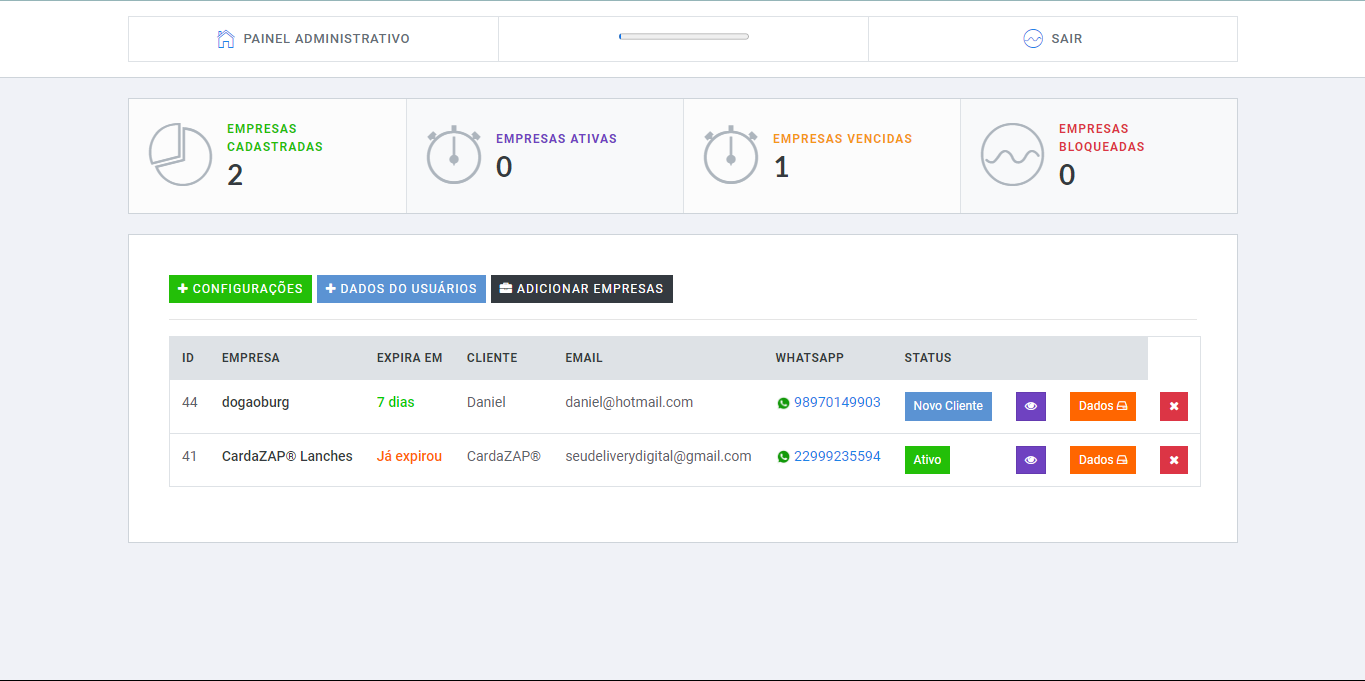 PAINEL ADMINISTRATIVO
SAIR
EMPRESAS
CADASTRADAS
2
EMPRESAS ATIVAS
0
EMPRESAS VENCIDAS
1
EMPRESAS
BLOQUEADAS
0
CONFIGURAÇÕES
DADOS DO USUÁRIOS
ADICIONAR EMPRESAS
ID EMPRESA EXPIRA EM CLIENTE EMAIL WHATSAPP STATUS
44 dogaoburg 7 dias Daniel daniel@hotmail.com 98970149903 Novo Cliente Dados
41 CardaZAP® Lanches Já expirou CardaZAP® seudeliverydigital@gmail.com 22999235594 Ativo Dados